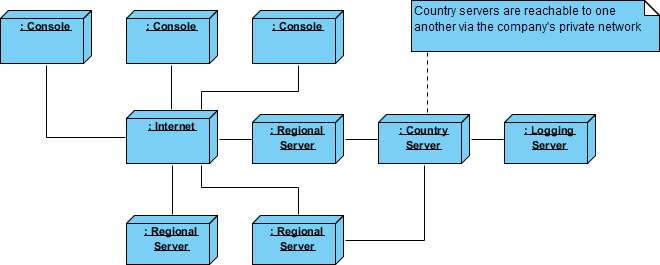 Country servers are reachable to one
another via the company's private network
: Console
: Console
: Console
: Internet
: Regional
Server
: Country
Server
: Logging
Server
: Regional
Server
: Regional
Server